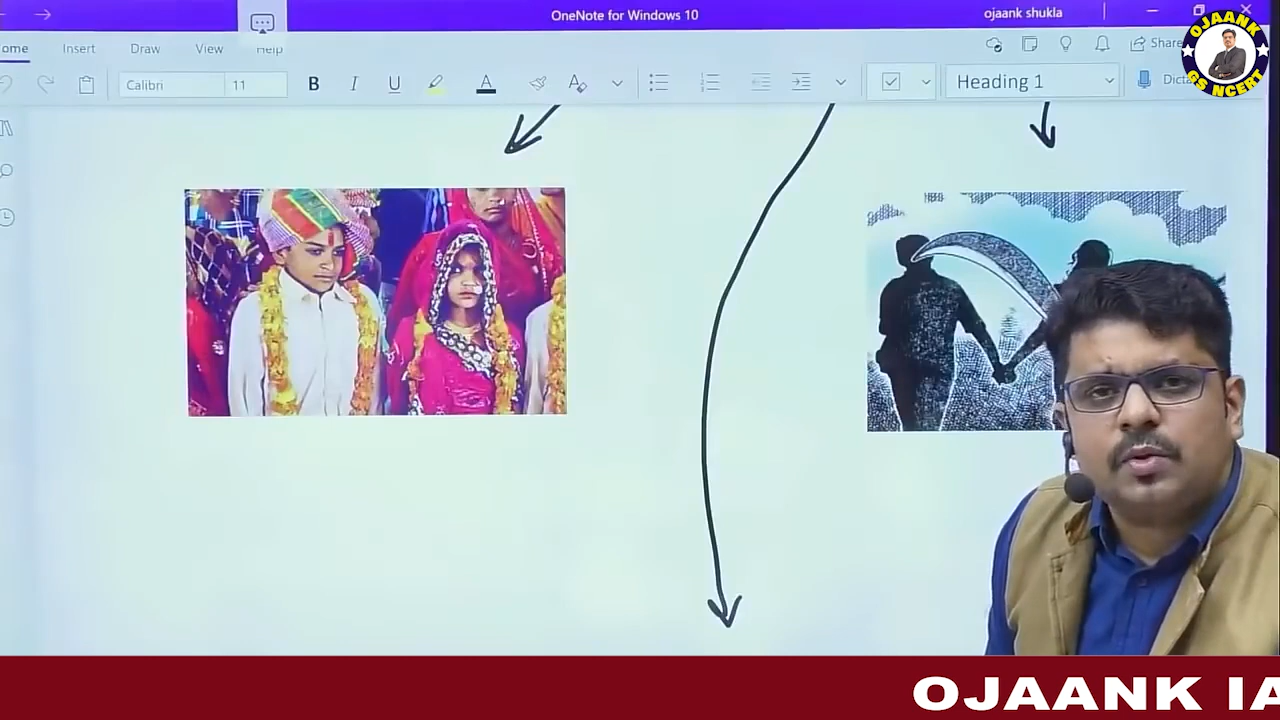 OneNote for Windows 10
ojaank shukla
ome Insert Draw View Help
Share
Calibri 11 B I U A A Heading 1 Dicta
OJAANK
GS NCERT
OJAANK IA